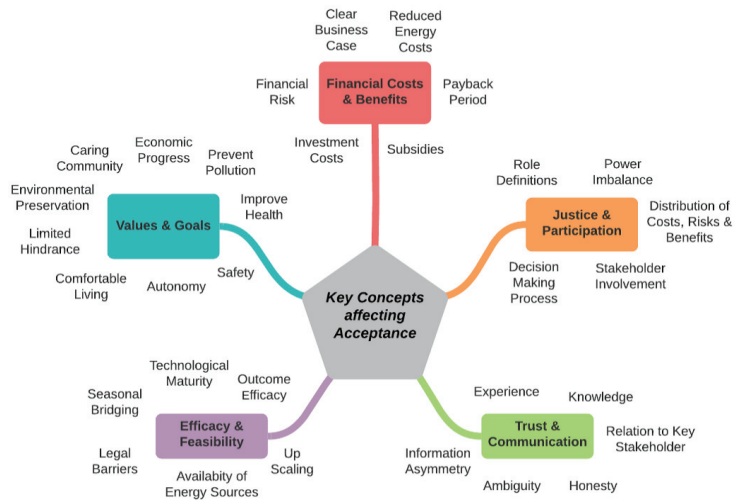 Clear
Business
Case
Reduced
Energy
Costs
Financial
Risk
Financial Costs
& Benefits
Payback
Period
Investment
Costs
Subsidies
Caring
Community
Economic
Progress
Prevent
Pollution
Environmental
Preservation
Values & Goals
Improve
Health
Limited
Hindrance
Comfortable
Living
Autonomy
Safety
Role
Definitions
Power
Imbalance
Justice &
Participation
Distribution of
Costs, Risks &
Benefits
Decision
Making
Process
Stakeholder
Involvement
Key Concepts
affecting
Acceptance
Technological
Maturity
Outcome
Efficacy
Seasonal
Bridging
Efficacy &
Feasibility
Legal
Barriers
Up
Scaling
Availabity of
Energy Sources
Experience
Knowledge
Trust &
Communication
Relation to Key
Stakeholder
Information
Asymmetry
Ambiguity
Honesty